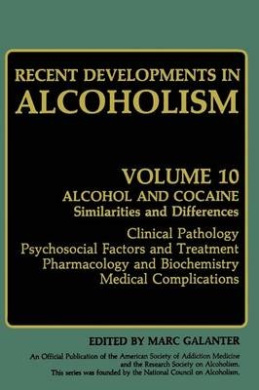 RECENT DEVELOPMENTS IN
ALCOHOLISM
VOLUME 10
ALCOHOL AND COCAINE
Similarities and Differences
Clinical Pathology
Psychosocial Factors and Treatment
Pharmacology and Biochemistry
Medical Complications
EDITED BY MARC GALANTER
An Official Publication of the American Society of Addiction Medicine
and the Research Society on Alcoholism.
This series was founded by the National Council on Alcoholism.